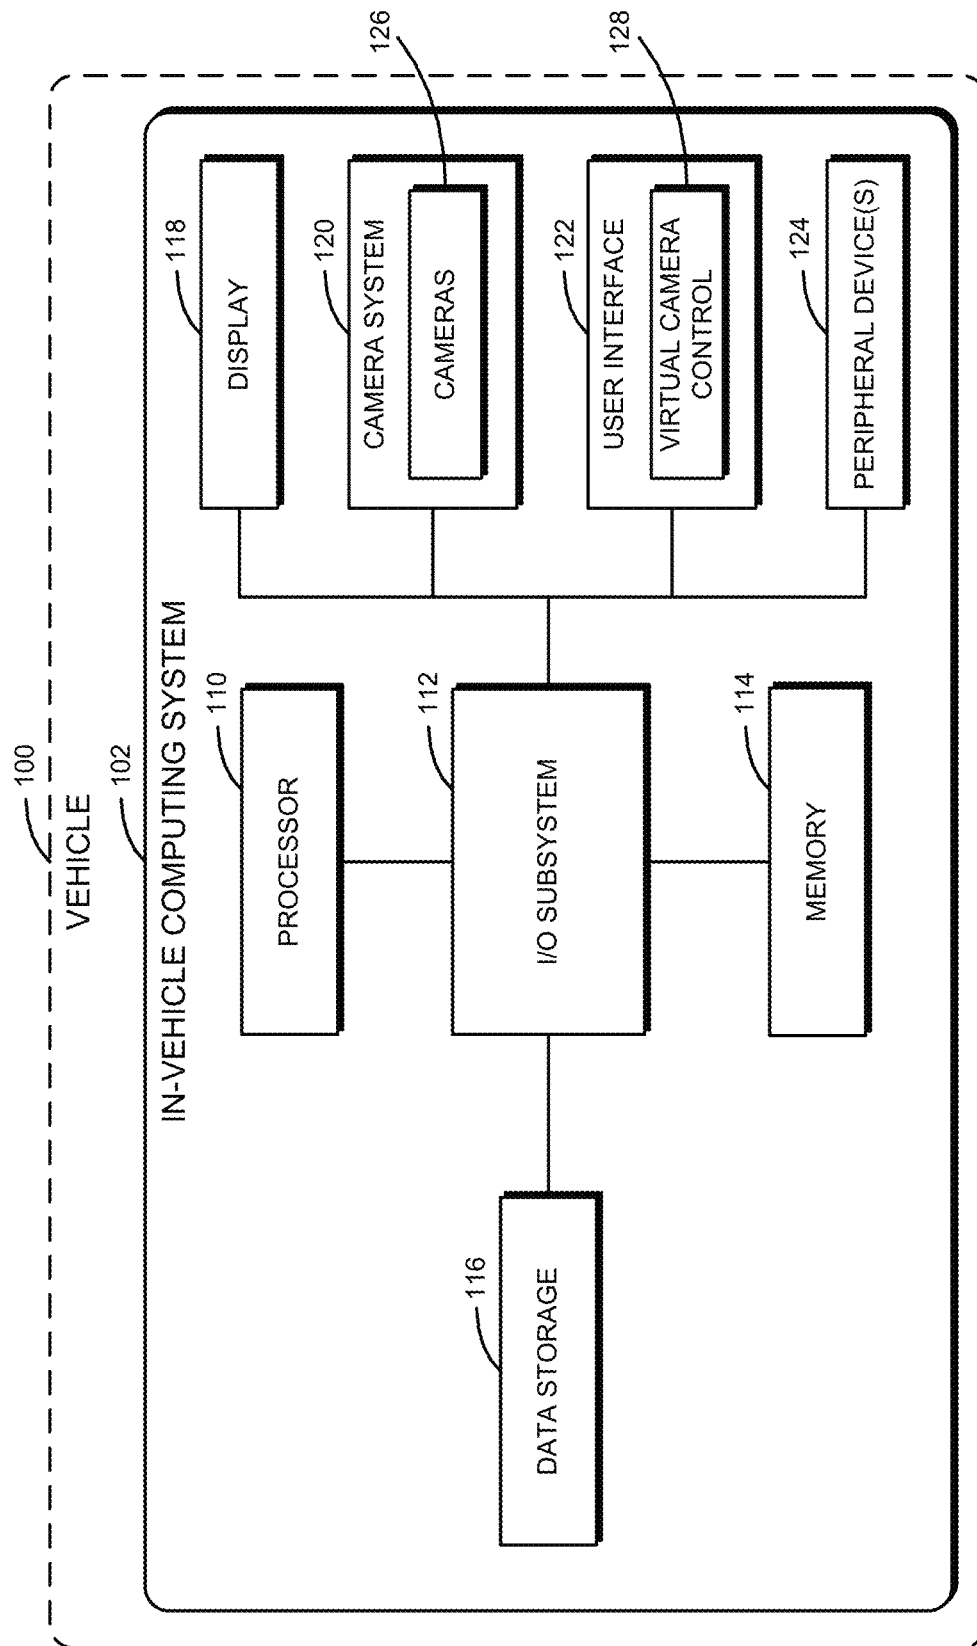 100
VEHICLE
102
IN-VEHICLE COMPUTING SYSTEM
110
PROCESSOR
118
DISPLAY
120
CAMERA SYSTEM
126
CAMERAS
116
DATA STORAGE
112
I/O SUBSYSTEM
122
USER INTERFACE
128
VIRTUAL CAMERA
CONTROL
114
MEMORY
124
PERIPHERAL DEVICE(S)